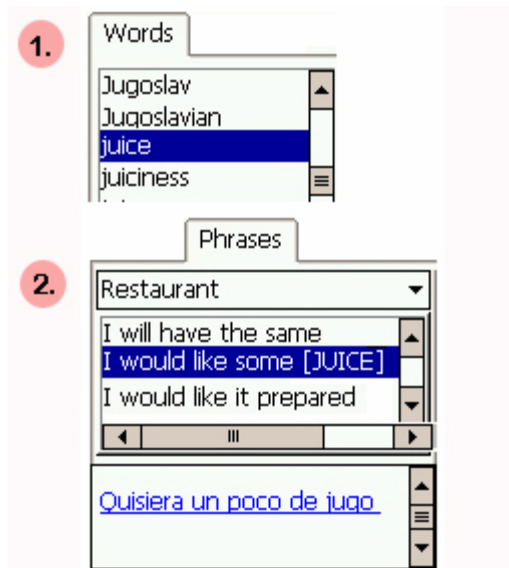 1.
Words
Jugoslav
Jugoslavian
juice
juiciness
Phrases
2.
Restaurant
I will have the same
I would like some [JUICE]
I would like it prepared
Quisiera un poco de jugo